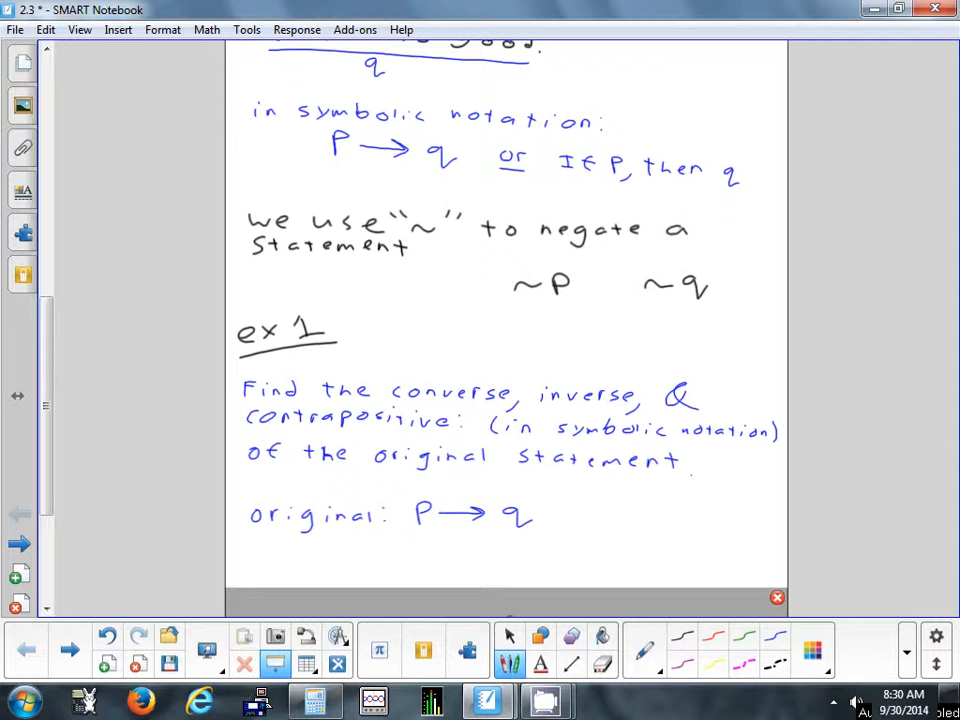 2.3 * - SMART Notebook
File Edit View Insert Format Math Tools Response Add-ons Help
q
in symbolic notation:
P → q or If P, then q
We use "~" to negate a
Statement
~P ~q
ex 1
Find the converse, inverse, &
contrapositive: (in symbolic notation)
of the original statement
original: P → q
8:30 AM
9/30/2014